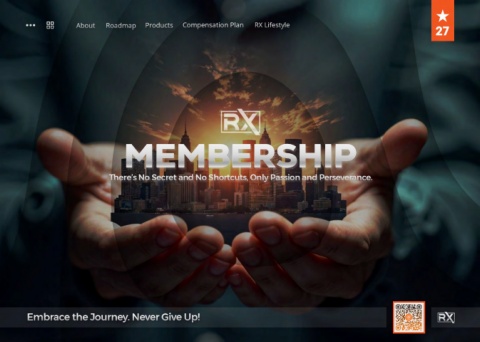 About Roadmap Products Compensation Plan RX Lifestyle
27
RX
MEMBERSHIP
There's No Secret and No Shortcuts, Only Passion and Perseverance.
Embrace the Journey. Never Give Up!
RX